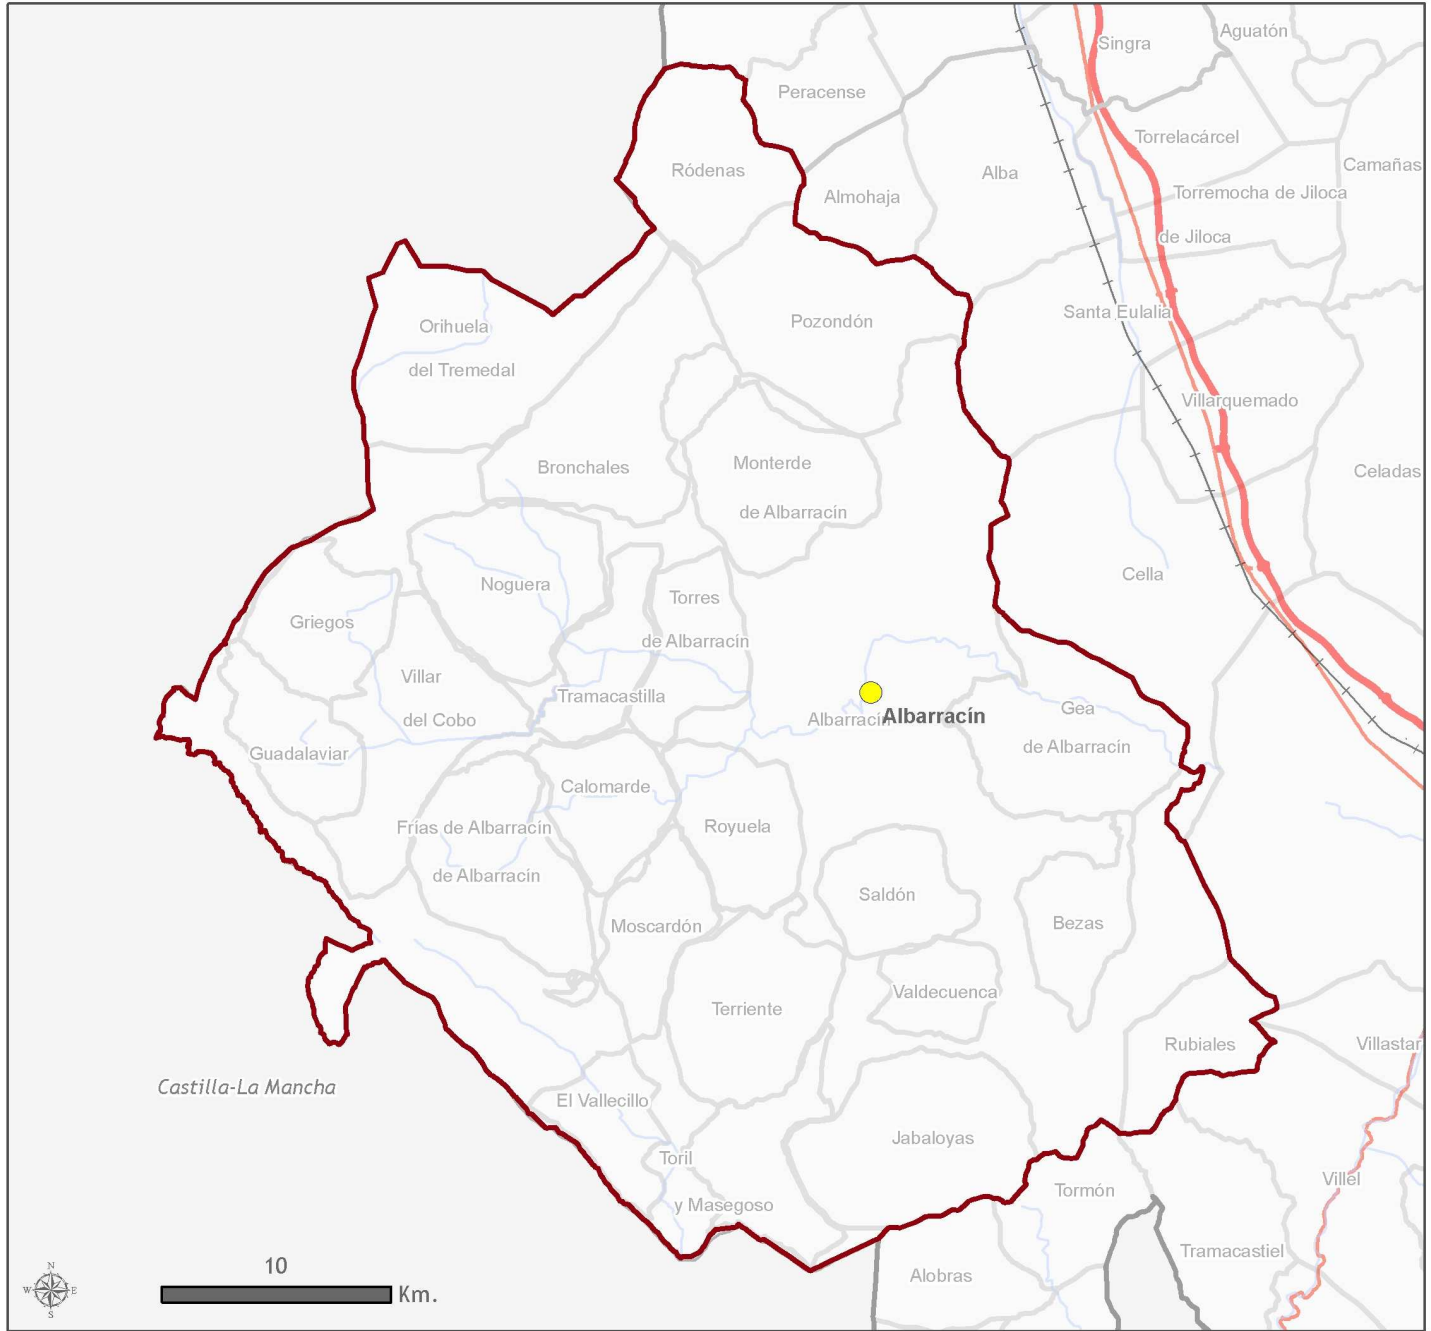 Singra
Aguatón
Peracense
Torrelacárcel
Camañas
Ródenas
Alba
Almohaja
Torremocha de Jiloca
de Jiloca
Santa Eulalia
Orihuela
del Tremedal
Pozondón
Villarquemado
Bronchales
Monterde
de Albarracín
Celadas
Cella
Noguera
Torres
de Albarracín
Griegos
Villar
del Cobo
Tramacastilla
Albarracín
Albarracín
Gea
de Albarracín
Guadalaviar
Calomarde
Frías de Albarracín
de Albarracín
Royuela
Saldón
Bezas
Moscardón
Valdecuenca
Terriente
Rubiales
Villastar
Castilla-La Mancha
El Vallecillo
Jabaloyas
Toril
y Masegoso
Tormón
Villel
Tramacastiel
Alobras
N
W E
S
10
Km.